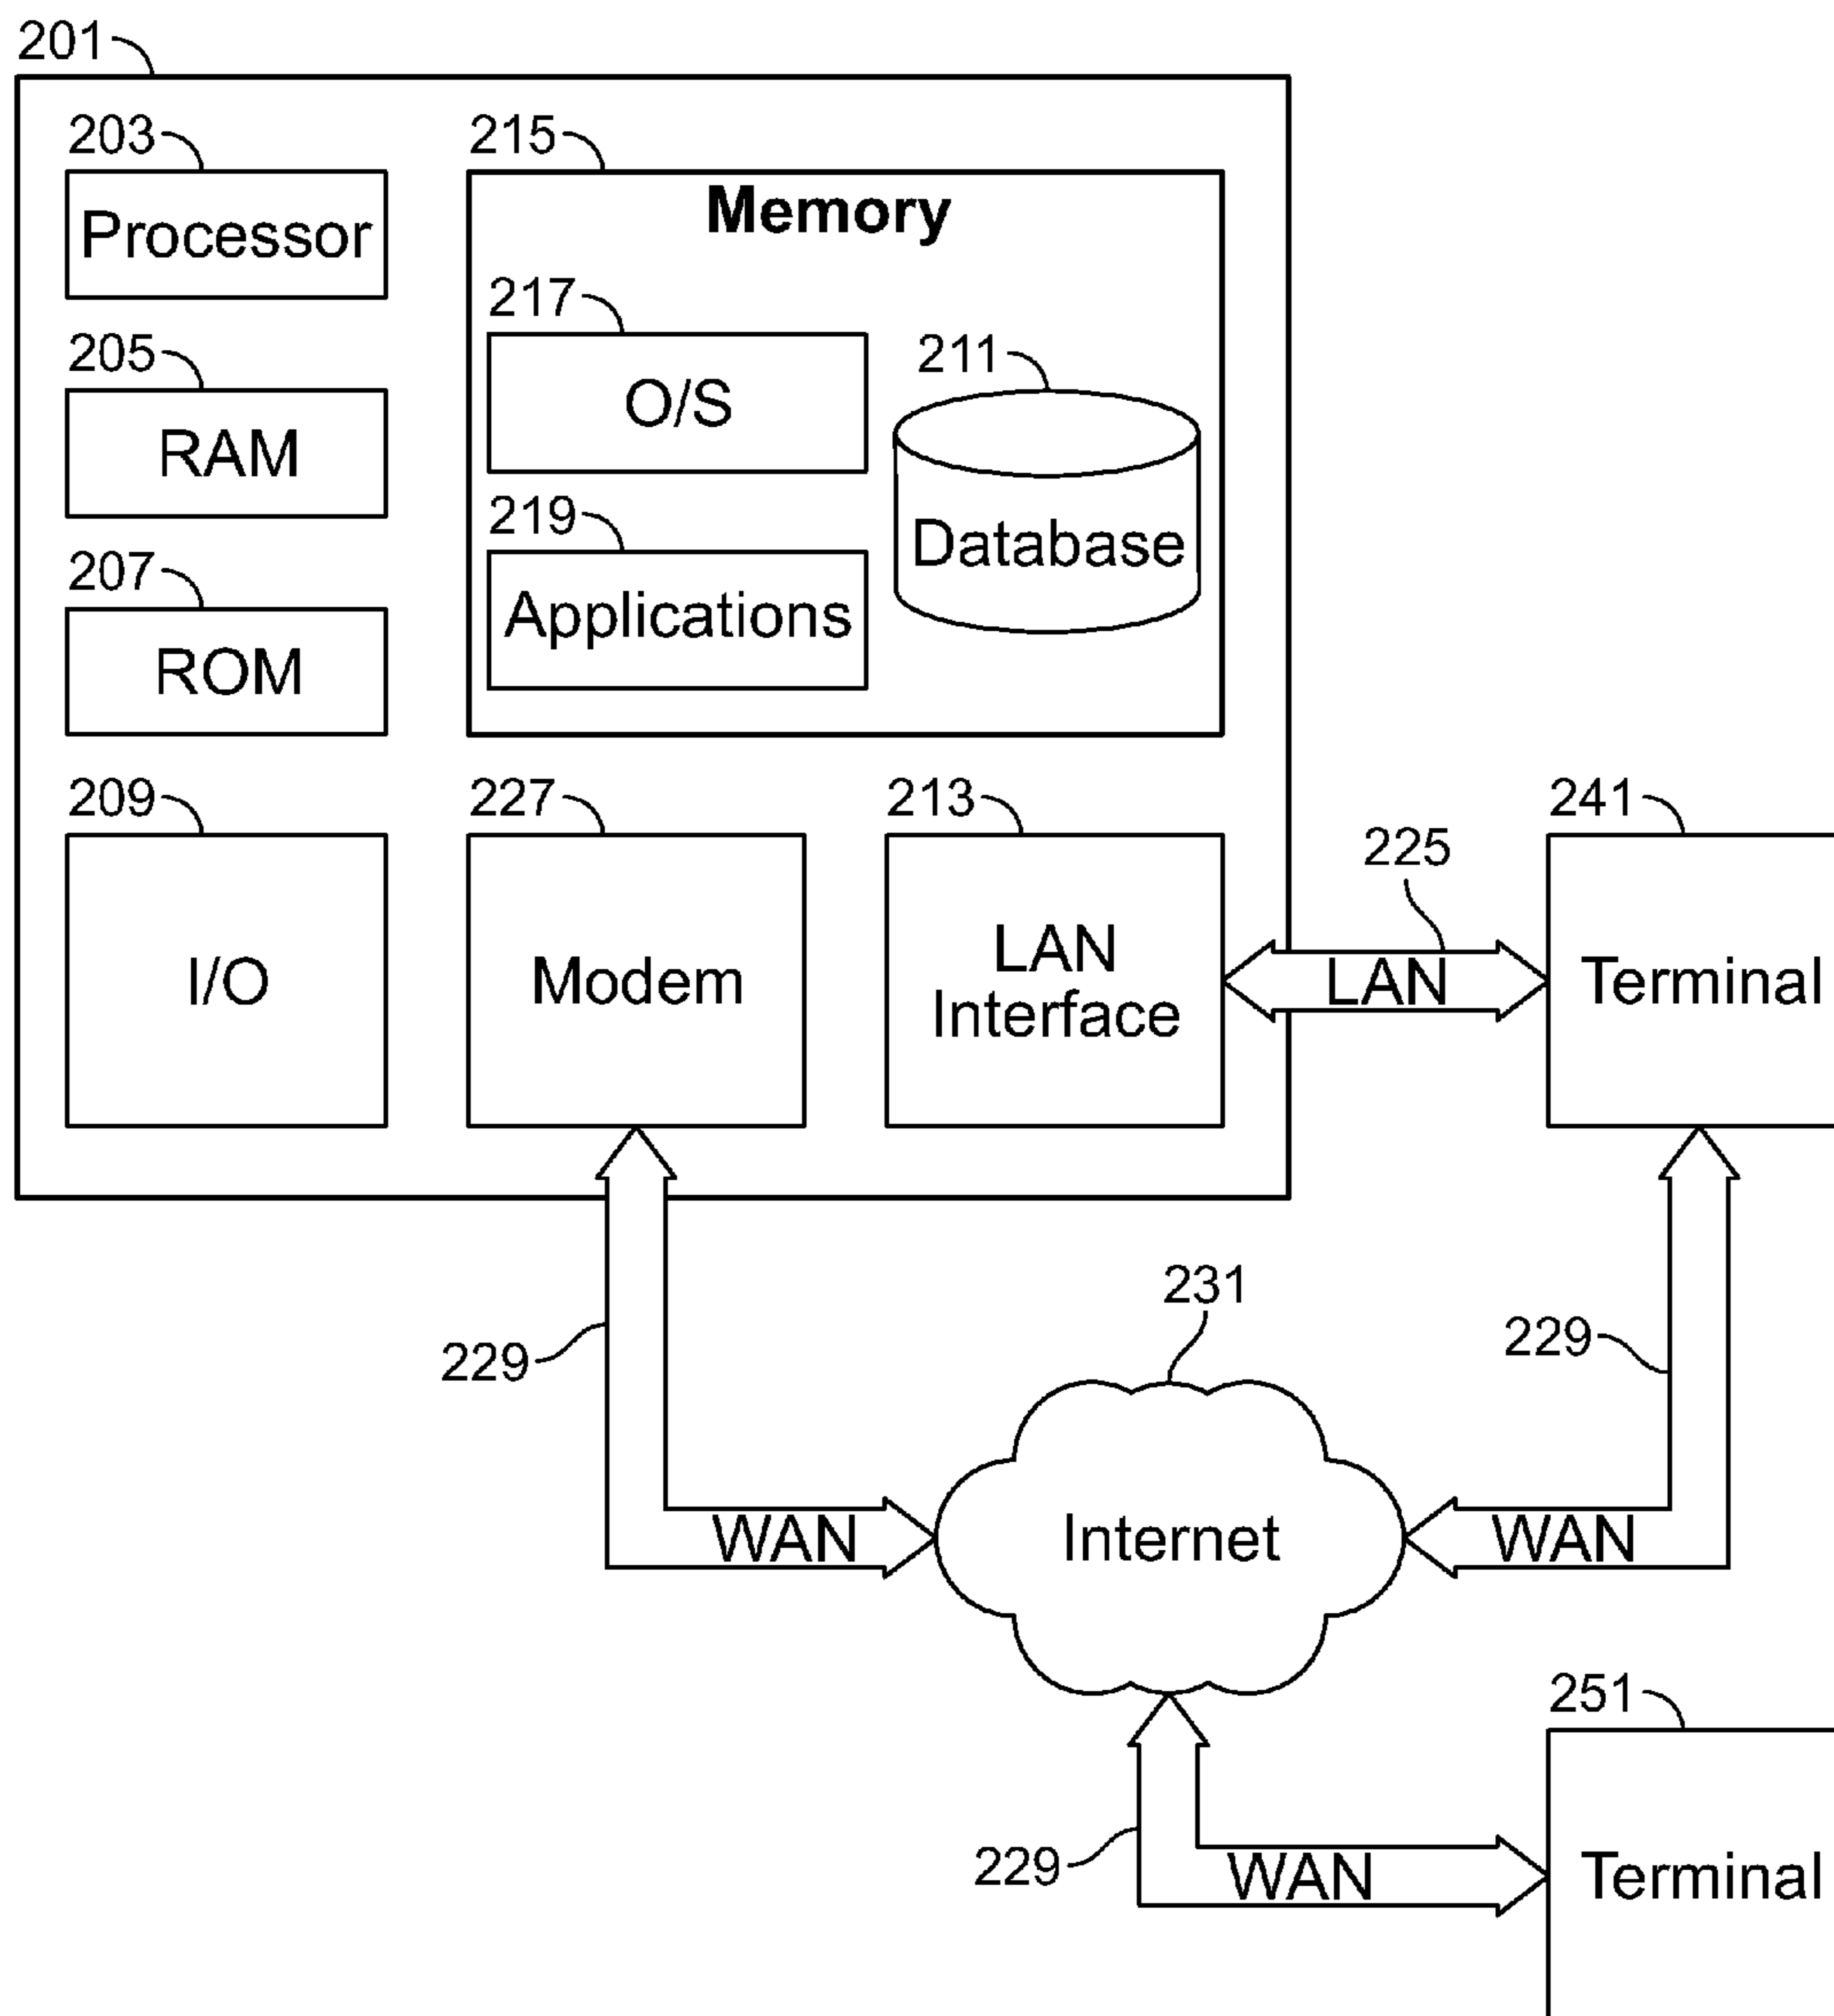 201
203
Processor
205
RAM
207
ROM
209
I/O
215
Memory
217
O/S
219
Applications
211
Database
227
Modem
213
LAN
Interface
225
LAN
241
Terminal
229
WAN
231
Internet
229
WAN
229
WAN
251
Terminal